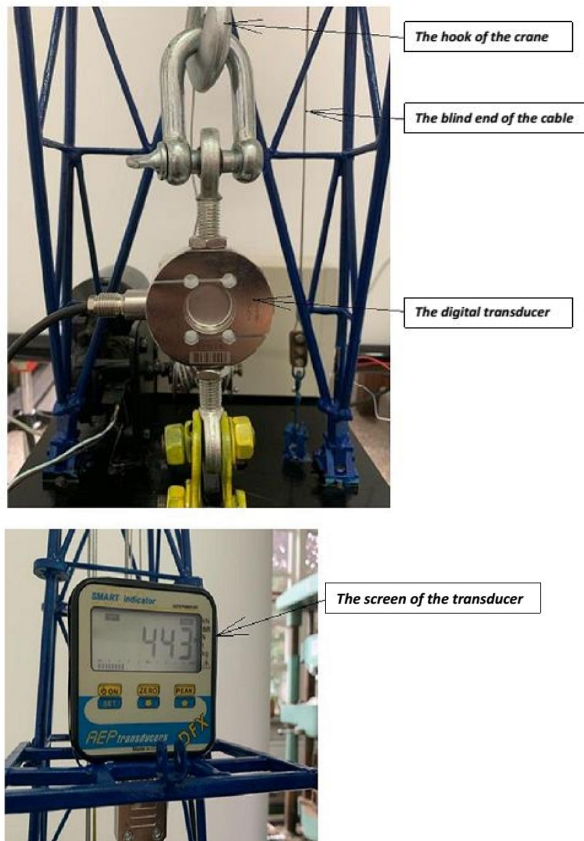 The hook of the crane
The blind end of the cable
The digital transducer
The screen of the transducer
SMART indicator
443
ON
ZERO
PEAK
SET
AEP transducers
DFX